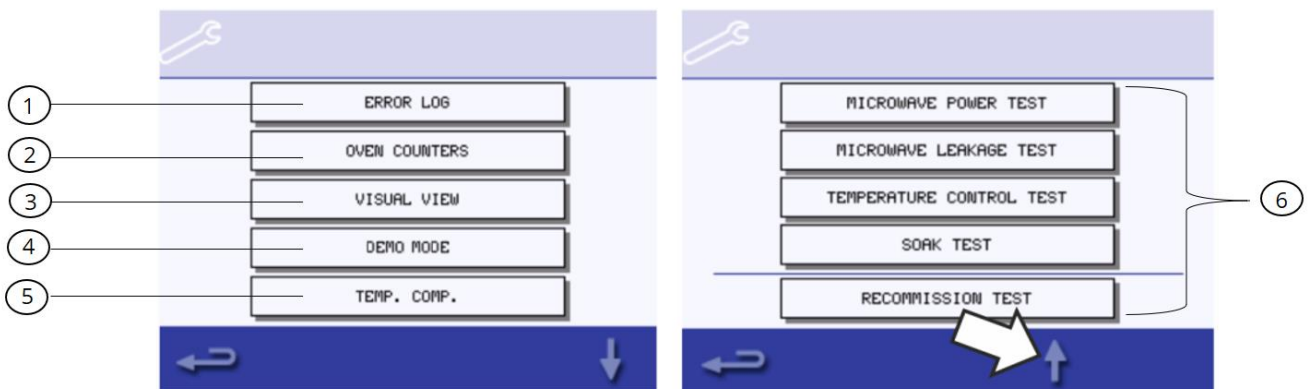 1
ERROR LOG
2
OVEN COUNTERS
3
VISUAL VIEW
4
DEMO MODE
5
TEMP. COMP.
MICROWAVE POWER TEST
MICROWAVE LEAKAGE TEST
TEMPERATURE CONTROL TEST
SOAK TEST
RECOMMISSION TEST
6